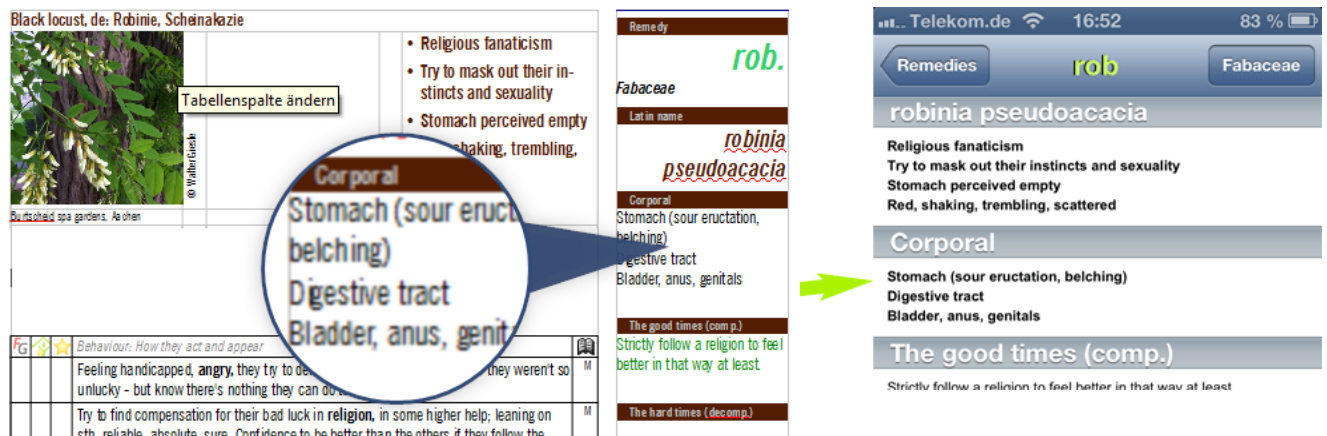 Black locust, de: Robinie, Scheinakazie
Tabellenspalte ändern
© Walter Giesle
Burtscheid spa gardens, Aachen
• Religious fanaticism
• Try to mask out their in-
stincts and sexuality
• Stomach perceived empty
shaking, trembling,
Corporal
Stomach (sour eruct
belching)
Digestive tract
Bladder, anus, genit
FG
Behaviour: How they act and appear
Feeling handicapped, angry, they try to de
they weren't so
M
unlucky - but know there's nothing they can do
Try to find compensation for their bad luck in religion, in some higher help; leaning on
M
sth. reliable, absolute, sure. Confidence to be better than the others if they follow the
Remedy
rob.
Fabaceae
Latin name
robinia
pseudoacacia
Corporal
Stomach (sour eructation,
belching)
Digestive tract
Bladder, anus, genitals
The good times (comp.)
Strictly follow a religion to feel
better in that way at least.
The hard times (decomp.)
Telekom.de 16:52 83 %
Remedies rob Fabaceae
robinia pseudoacacia
Religious fanaticism
Try to mask out their instincts and sexuality
Stomach perceived empty
Red, shaking, trembling, scattered
Corporal
Stomach (sour eructation, belching)
Digestive tract
Bladder, anus, genitals
The good times (comp.)
Strictly follow a religion to feel better in that way at least